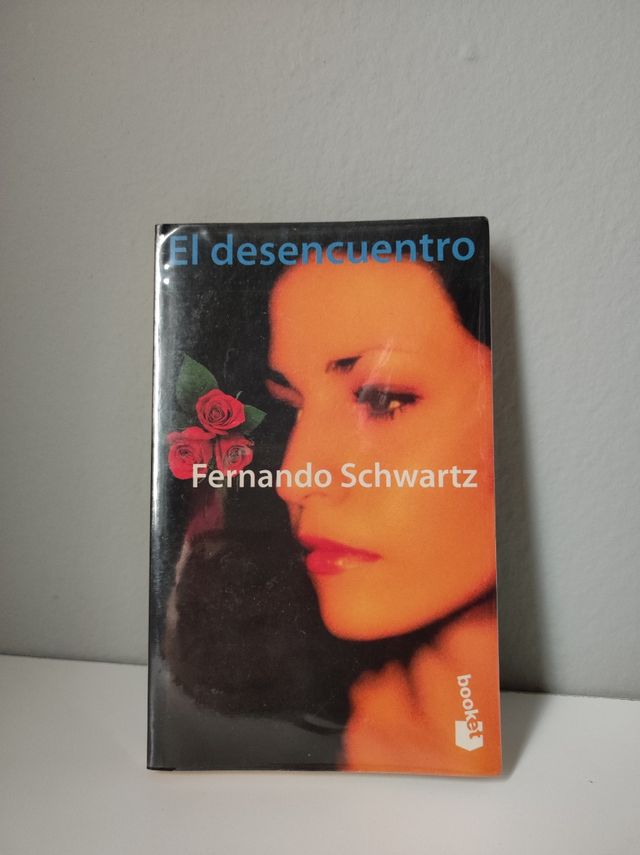 El desencuentro
Fernando Schwartz
booket